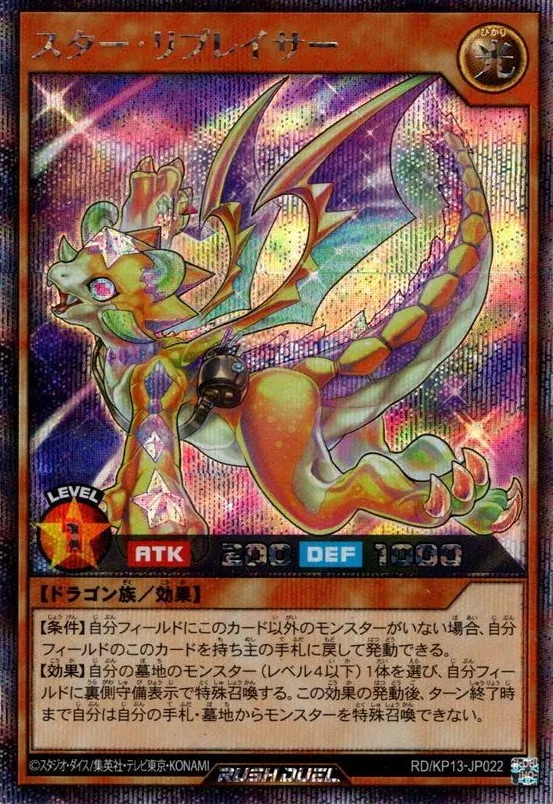 スター・リプレイサー
光
LEVEL
1
ATK 200 DEF 1000
【ドラゴン族／効果】
【条件】自分フィールドにこのカード以外のモンスターがいない場合、自分
フィールドのこのカードを持ち主の手札に戻して発動できる。
【効果】自分の墓地のモンスター(レベル4以下)1体を選び、自分フィー
ルドに裏側守備表示で特殊召喚する。この効果の発動後、ターン終了時
まで自分は自分の手札・墓地からモンスターを特殊召喚できない。
©スタジオ・ダイス/集英社・テレビ東京・KONAMI RUSH DUEL RD/KP13-JP022